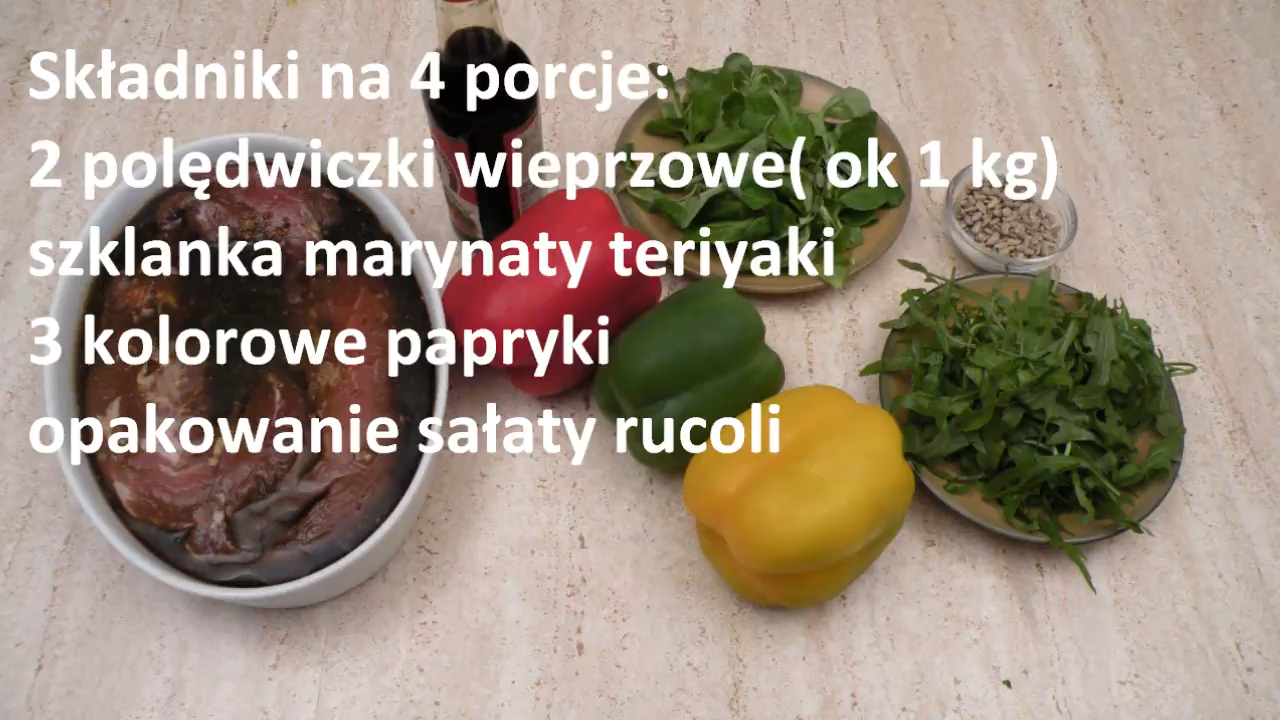 Składniki na 4 porcje:
2 polędwiczki wieprzowe( ok 1 kg)
szklanka marynaty teriyaki
3 kolorowe papryki
opakowanie sałaty rucoli